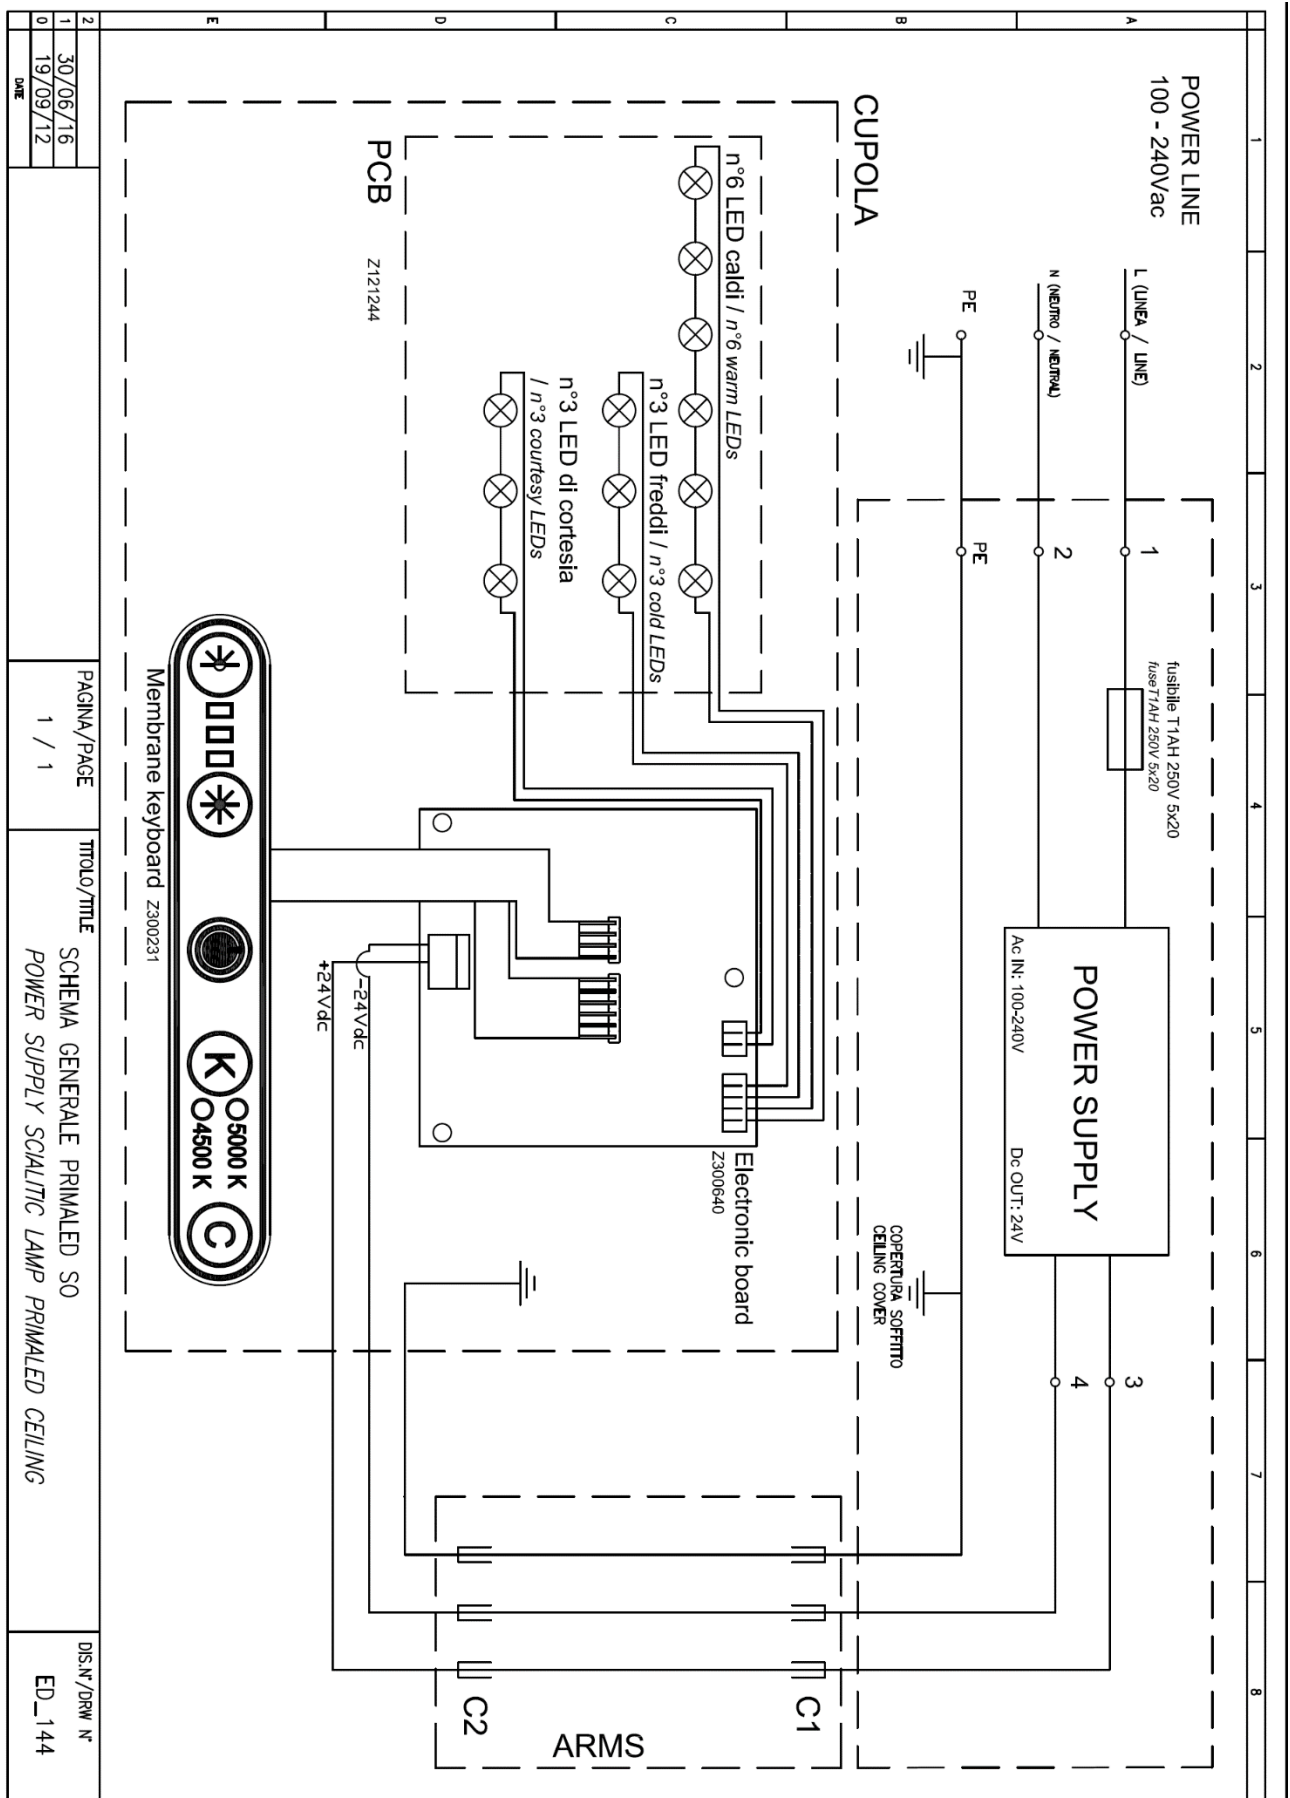 1
2
3
4
5
6
7
8
A
B
C
D
E
POWER LINE
100 - 240Vac
L (LINEA / LINE)
N (NEUTRO / NEUTRAL)
PE
1
2
PE
fusibile T1AH 250V 5x20
fuseT1AH 250V 5x20
POWER SUPPLY
Ac IN: 100-240V
Dc OUT: 24V
3
4
COPERTURA SOFFITTO
CEILING COVER
CUPOLA
n°6 LED caldi / n°6 warm LEDs
n°3 LED freddi / n°3 cold LEDs
n°3 LED di cortesia
/ n°3 courtesy LEDs
PCB
Z121244
Electronic board
Z300640
-24Vdc
+24Vdc
C1
C2
ARMS
Membrane keyboard Z300231
K
5000 K
4500 K
C
2
1 30/06/16
0 19/09/12
DATE
PAGINA/PAGE
1 / 1
TITOLO/TITLE
SCHEMA GENERALE PRIMALED SO
POWER SUPPLY SCIALITIC LAMP PRIMALED CEILING
DIS.N°/DRW N°
ED_144